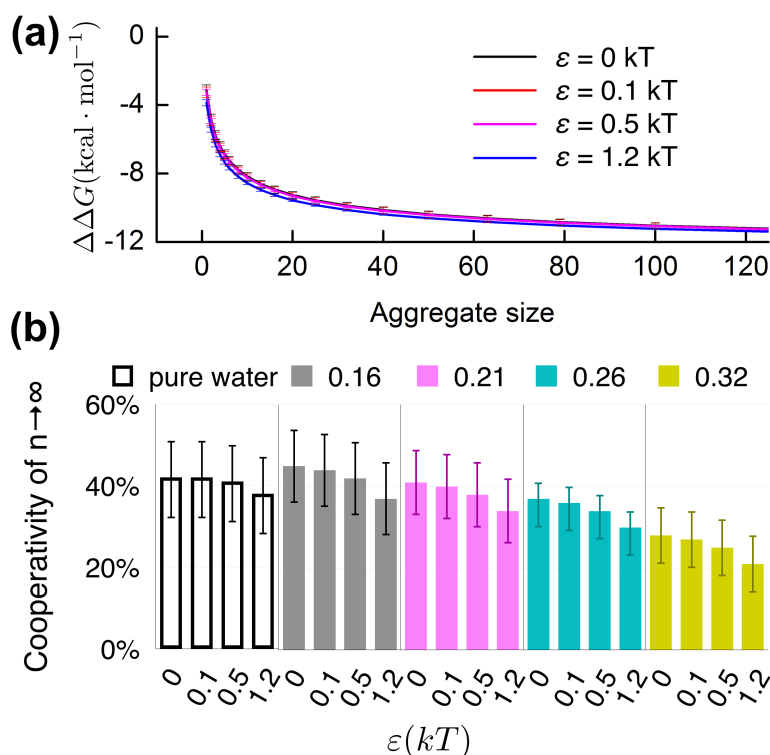 (a)
ΔΔG(kcal · mol⁻¹)
0
-4
-8
-12
ε = 0 kT
ε = 0.1 kT
ε = 0.5 kT
ε = 1.2 kT
0 20 40 60 80 100 120
Aggregate size
(b)
pure water 0.16 0.21 0.26 0.32
Cooperativity of n→∞
60%
40%
20%
0%
0 0.1 0.5 1.2 0 0.1 0.5 1.2 0 0.1 0.5 1.2 0 0.1 0.5 1.2 0 0.1 0.5 1.2
ε(kT)